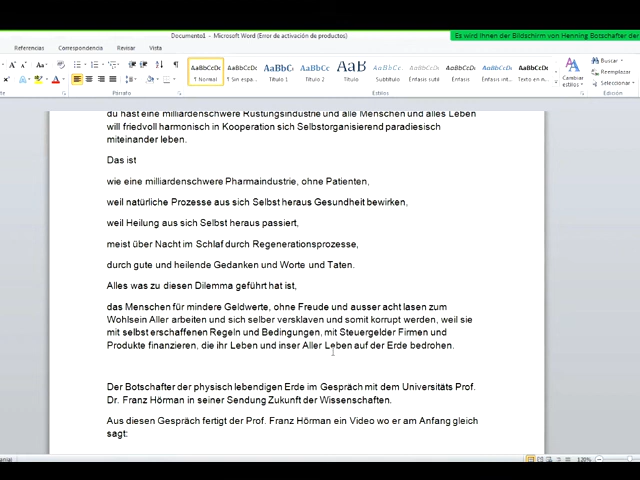 Documento1 - Microsoft Word (Error de activación de productos)
Es wird Ihnen der Bildschirm von Henning Botschafter der
Referencias Correspondencia Revisar Vista
AaBbCcDc AaBbCcDc AaBbCc AaBbCc AaB AaBbCc. AaBbCcDc AaBbCcDc AaBbCcDc AaBbCcDc
¶ Normal ¶ Sin espa... Título 1 Título 2 Título Subtítulo Énfasis sutil Énfasis Énfasis int... Texto en n...
Cambiar estilos
Buscar
Reemplazar
Seleccionar
Párrafo Estilos Edición
du hast eine milliardenschwere Rüstungsindustrie und alle Menschen und alles Leben
will friedvoll harmonisch in Kooperation sich Selbstorganisierend paradiesisch
miteinander leben.
Das ist
wie eine milliardenschwere Pharmaindustrie, ohne Patienten,
weil natürliche Prozesse aus sich Selbst heraus Gesundheit bewirken,
weil Heilung aus sich Selbst heraus passiert,
meist über Nacht im Schlaf durch Regenerationsprozesse,
durch gute und heilende Gedanken und Worte und Taten.
Alles was zu diesen Dilemma geführt hat ist,
das Menschen für mindere Geldwerte, ohne Freude und ausser acht lasen zum
Wohlsein Aller arbeiten und sich selber versklaven und somit korrupt werden, weil sie
mit selbst erschaffenen Regeln und Bedingungen, mit Steuergelder Firmen und
Produkte finanzieren, die ihr Leben und inser Aller Leben auf der Erde bedrohen.
Der Botschafter der physisch lebendigen Erde im Gespräch mit dem Universitäts Prof.
Dr. Franz Hörman in seiner Sendung Zukunft der Wissenschaften.
Aus diesen Gespräch fertigt der Prof. Franz Hörman ein Video wo er am Anfang gleich
sagt:
120%